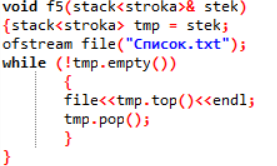 void f5(stack<stroka>& stek)
{stack<stroka> tmp = stek;
ofstream file("Список.txt");
while (!tmp.empty())
{
file<<tmp.top()<<endl;
tmp.pop();
}
}